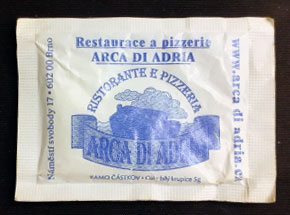 Restaurace a pizzerie
ARCA DI ADRIA
RISTORANTE E PIZZERIA
ARCA DI ADRIA
Náměstí svobody 17 • 602 00 Brno
www.arca di adria.cz
5g